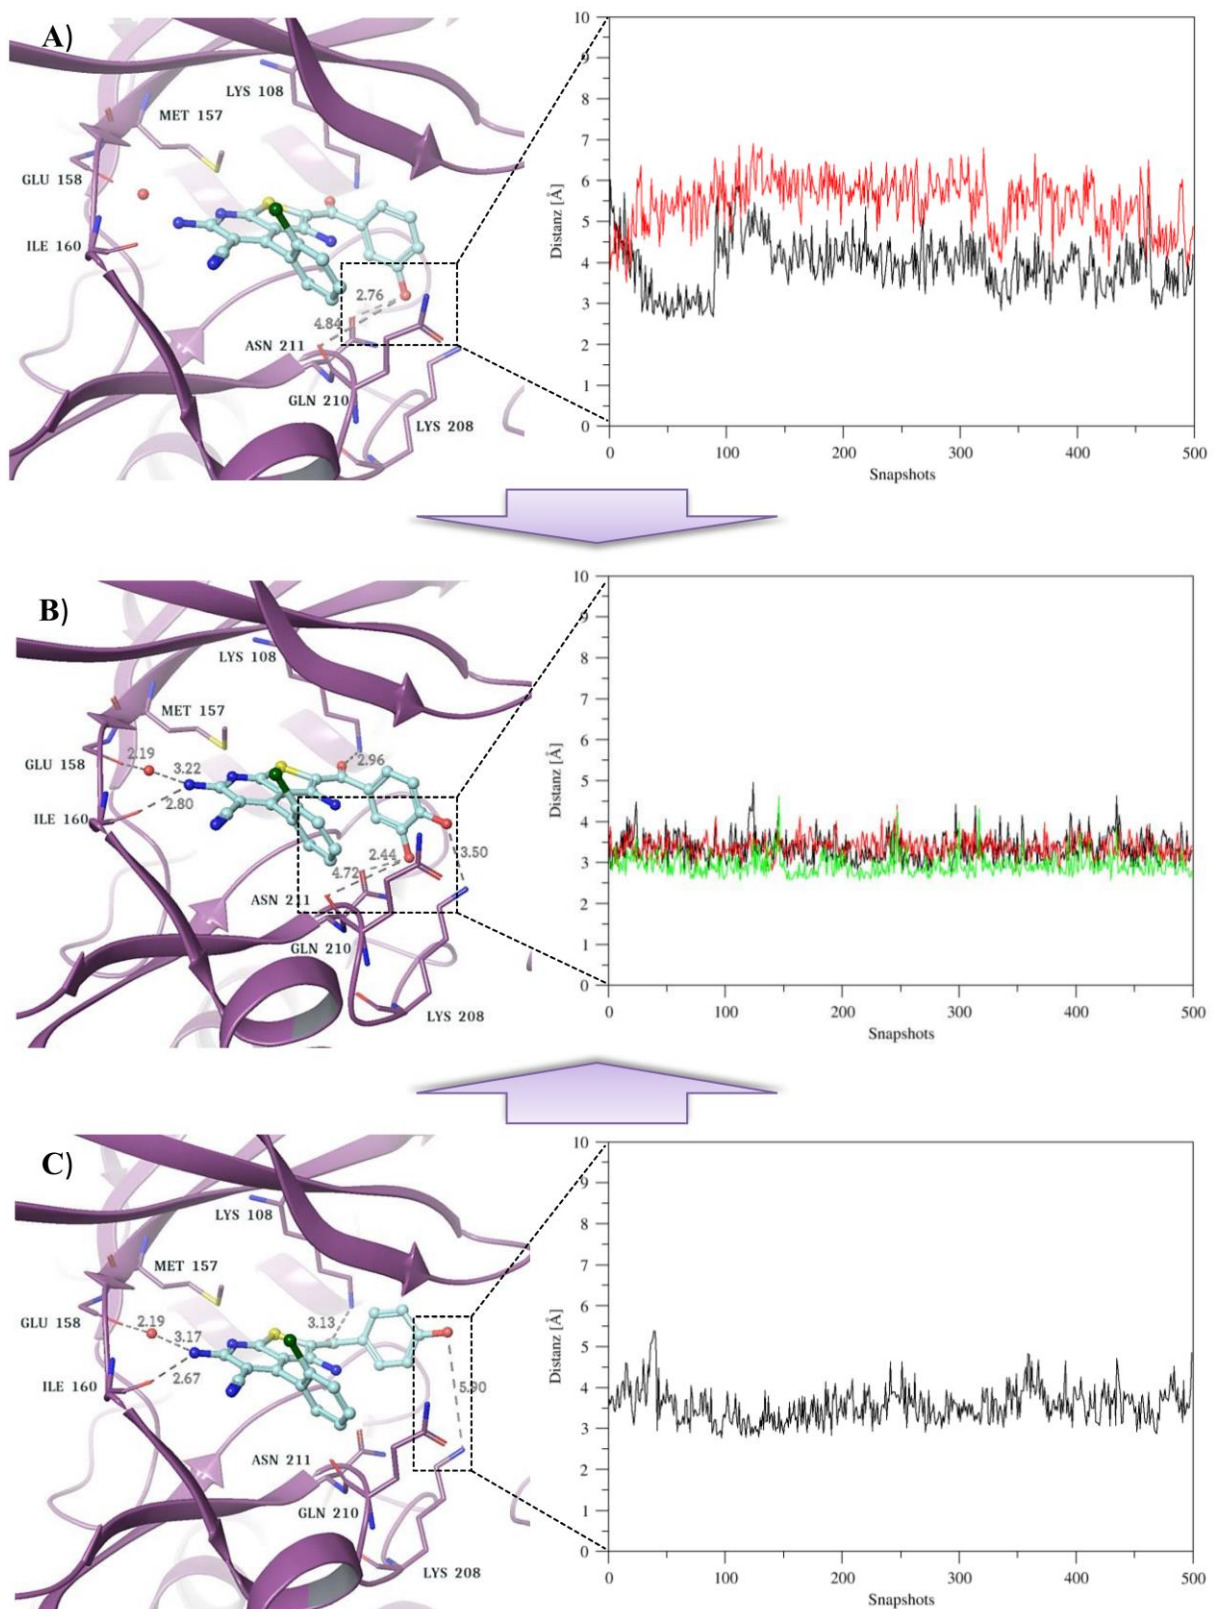 A)
LYS 108
MET 157
GLU 158
ILE 160
2.76
4.84
ASN 211
GLN 210
LYS 208
10
9
8
7
6
5
4
3
2
1
0
Distanz [Å]
0 100 200 300 400 500
Snapshots
B)
LYS 108
MET 157
GLU 158
2.19
3.22
2.96
ILE 160
2.80
3.50
2.44
4.72
ASN 211
GLN 210
LYS 208
10
9
8
7
6
5
4
3
2
1
0
Distanz [Å]
0 100 200 300 400 500
Snapshots
C)
LYS 108
MET 157
GLU 158
2.19
3.17
3.13
ILE 160
2.67
5.90
ASN 211
GLN 210
LYS 208
10
9
8
7
6
5
4
3
2
1
0
Distanz [Å]
0 100 200 300 400 500
Snapshots